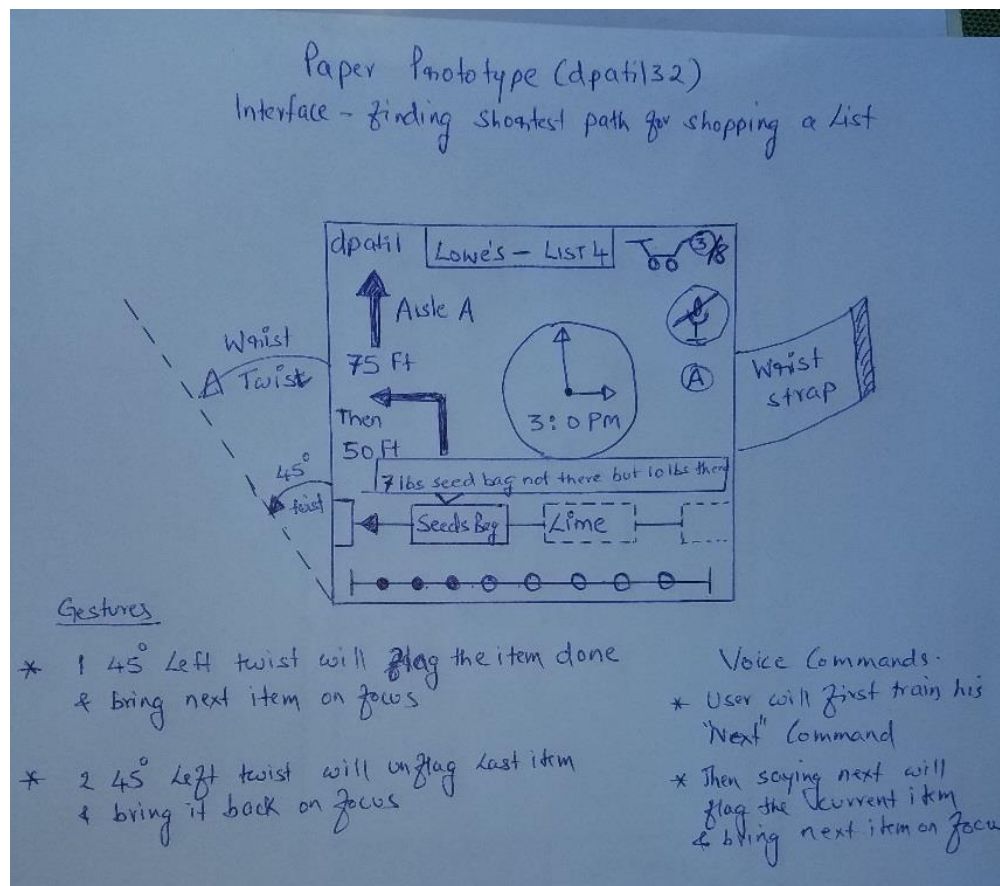 Paper Prototype (dpatil32)
Interface - finding shortest path for shopping a List
dpatil
Lowe's - LIST 4
3/8
Aisle A
75 Ft
Then
50 Ft
3:0 PM
A
Wrist
Twist
45°
twist
Wrist
strap
7 lbs seed bag not there but 10 lbs there
Seeds Bag
Lime
Gestures
* 1 45° Left twist will flag the item done
& bring next item on focus
* 2 45° Left twist will unflag Last item
& bring it back on focus
Voice Commands.
* User will first train his
"Next" Command
* Then saying next will
flag the current item
& bring next item on focus